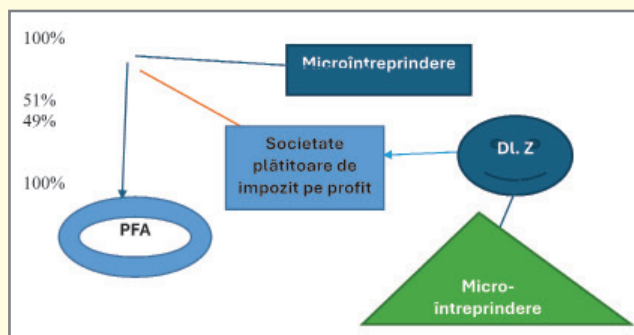 100%
Microîntreprindere
51%
49%
Societate
plătitoare de
impozit pe profit
Dl. Z
100%
PFA
Micro-
întreprindere